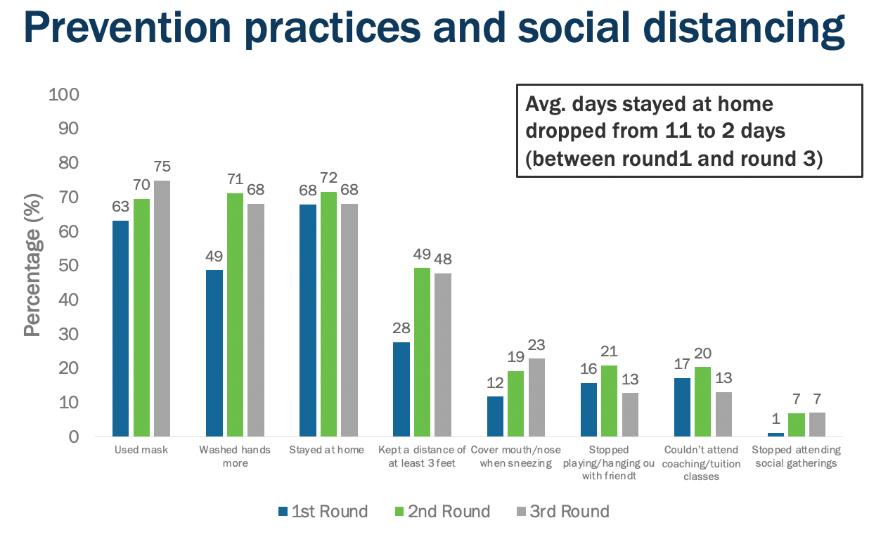 Prevention practices and social distancing
Avg. days stayed at home
dropped from 11 to 2 days
(between round1 and round 3)
Percentage (%)
100
90
80
70
60
50
40
30
20
10
0
63 70 75
49 71 68
68 72 68
28 49 48
12 19 23
16 21 13
17 20 13
1 7 7
Used mask
Washed hands
more
Stayed at home
Kept a distance of
at least 3 feet
Cover mouth/nose
when sneezing
Stopped
playing/hanging ou
with friendt
Couldn't attend
coaching/tuition
classes
Stopped attending
social gatherings
1st Round 2nd Round 3rd Round